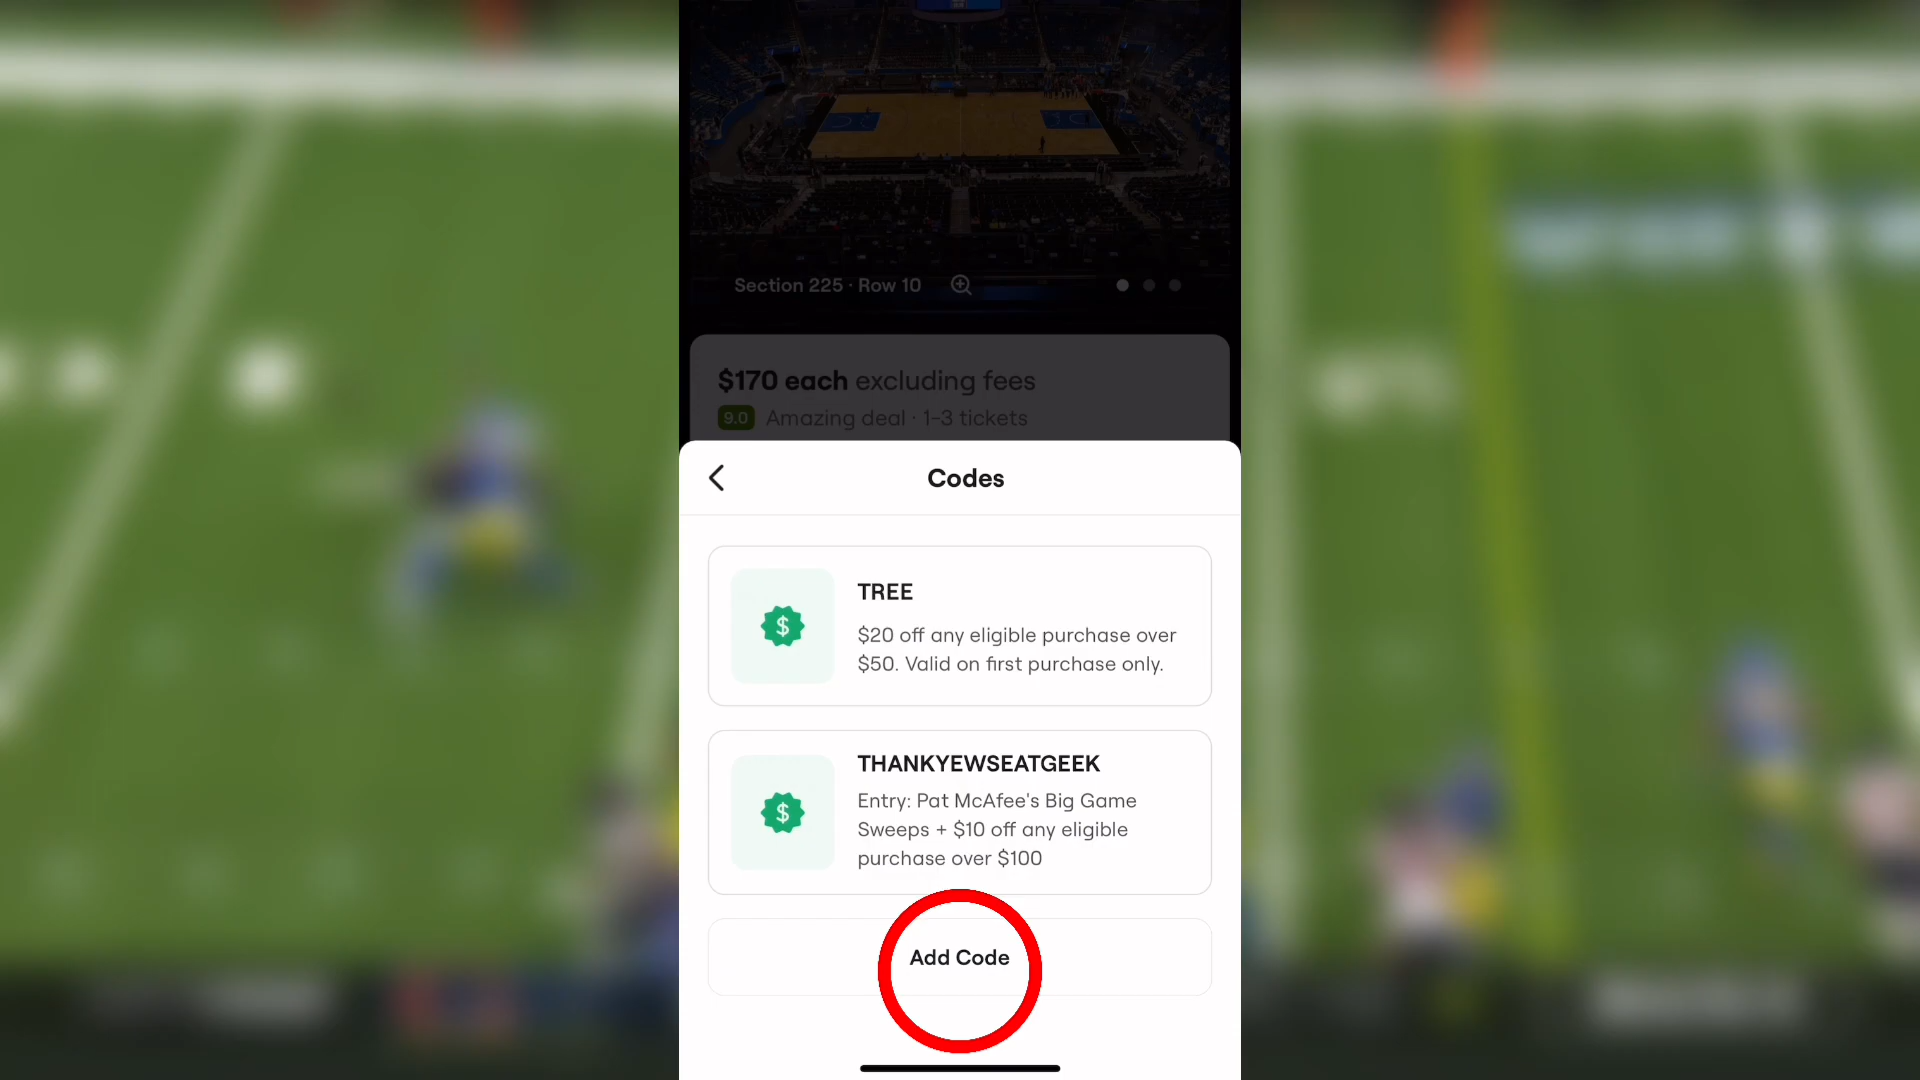 Section 225 · Row 10
$170 each excluding fees
9.0 Amazing deal · 1-3 tickets
Codes
TREE
$20 off any eligible purchase over
$50. Valid on first purchase only.
THANKYEWSEATGEEK
Entry: Pat McAfee's Big Game
Sweeps + $10 off any eligible
purchase over $100
Add Code